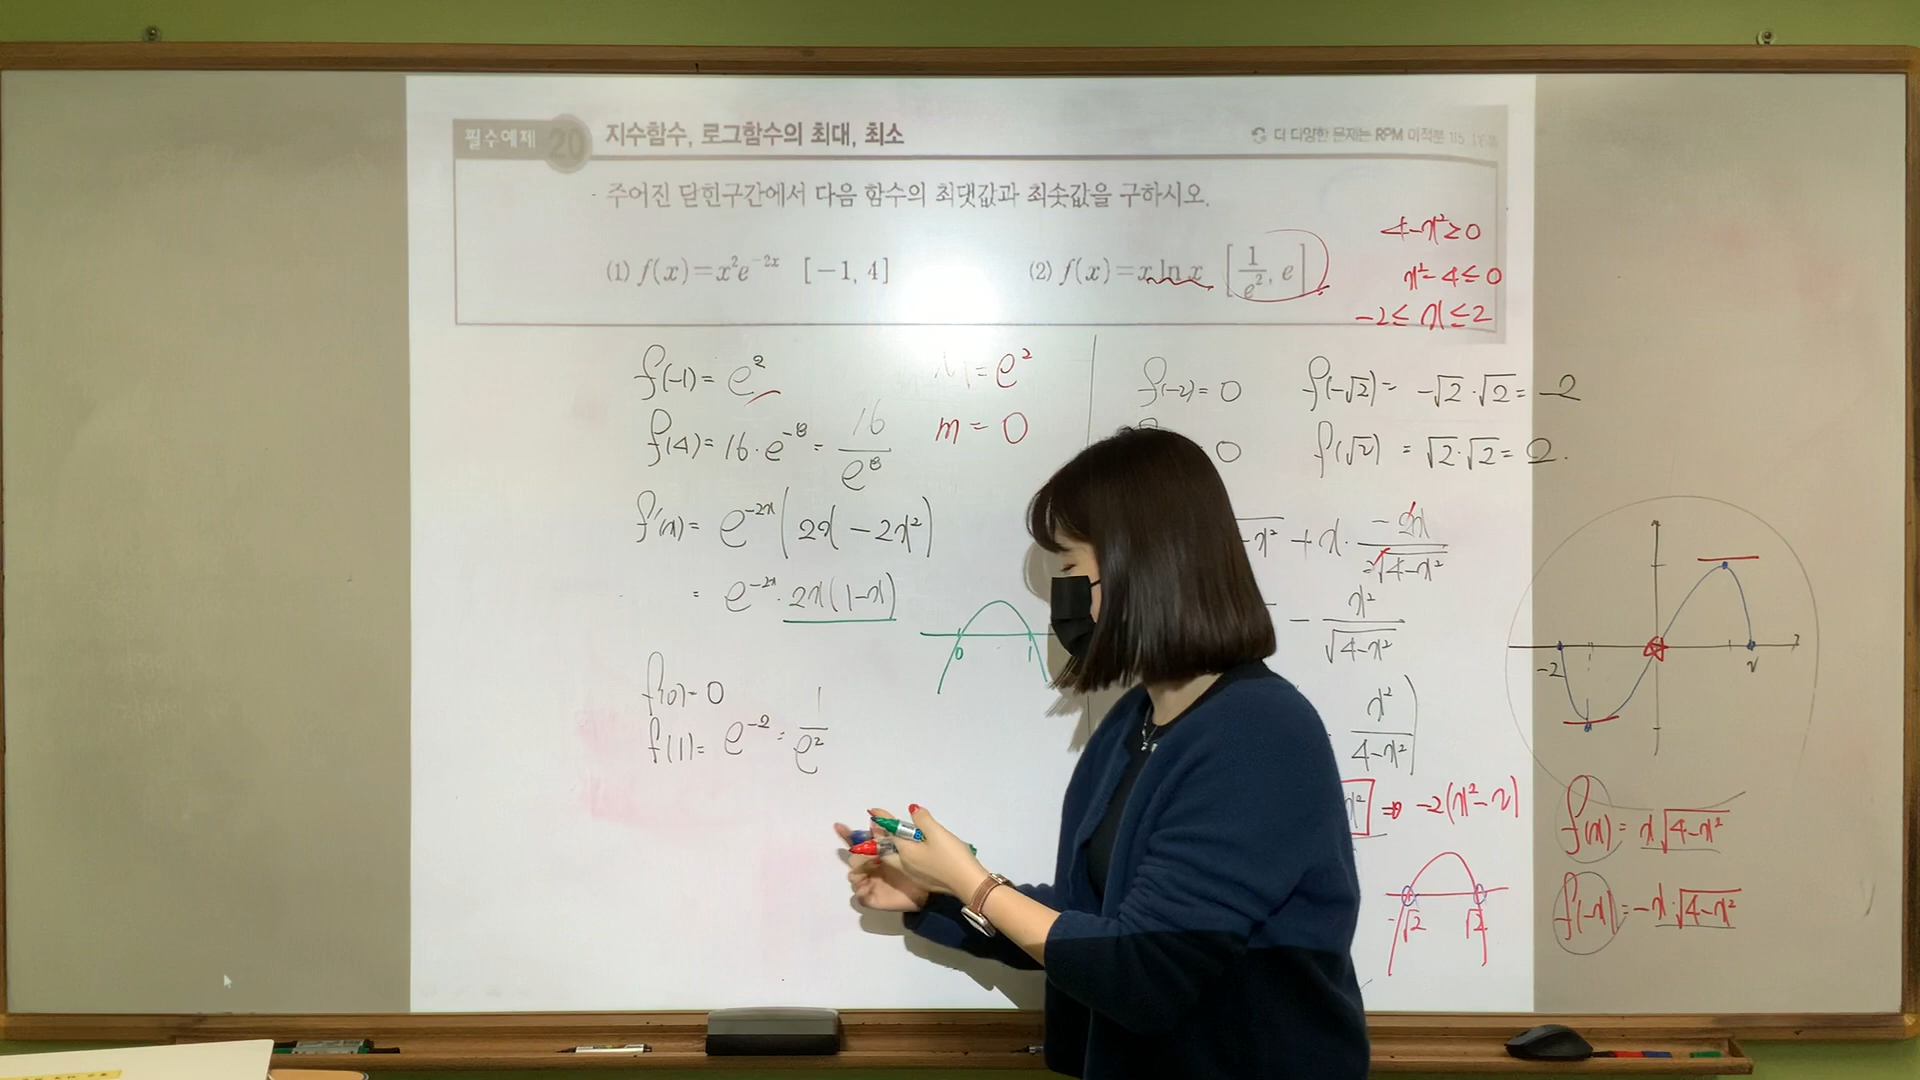 필수예제 20 지수함수, 로그함수의 최대, 최소
더 다양한 문제는 RPM 미적분 115
주어진 닫힌구간에서 다음 함수의 최댓값과 최솟값을 구하시오.
(1) f(x)=x²e⁻²ˣ [-1, 4]
(2) f(x)=x ln x [1/e², e]
4-x²≥0
x²-4≤0
-2≤x≤2
f(-1)= e²
M=e²
f(4)=16·e⁻⁸=16/e⁸
m=0
f'(x)= e⁻²ˣ(2x-2x²)
= e⁻²ˣ·2x(1-x)
0 1
f(0)=0
f(1)=e⁻²=1/e²
f(-2)=0
f(-√2)=-√2·√2=-2
=0
f(√2)=√2·√2=2.
-x² +x·-2x/2√4-x²
- x²/√4-x²
x²/4-x²)
x² ⇒ -2(x²-2)
-√2 √2
-2 2
f(x)=x√4-x²
f(-x)=-x·√4-x²